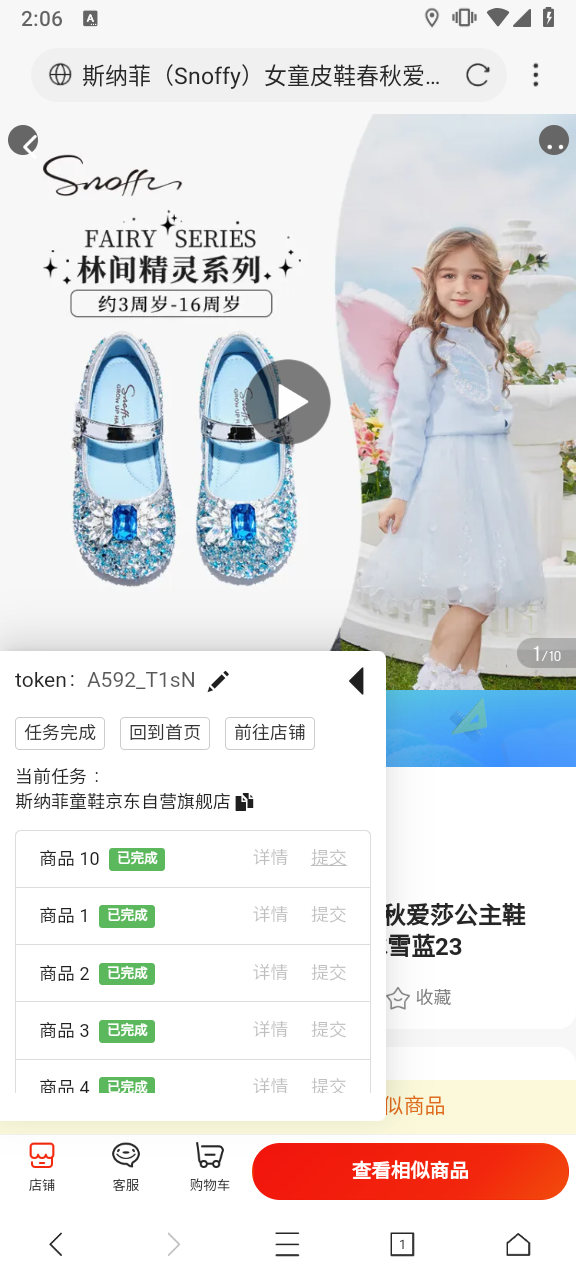 2:06
A
斯纳菲（Snoffy）女童皮鞋春秋爱...
Snoffy
FAIRY SERIES
林间精灵系列
约3周岁-16周岁
Snoffy
Snoffy
1/10
token: A592_T1sN
任务完成 回到首页 前往店铺
当前任务：
斯纳菲童鞋京东自营旗舰店
商品 10 已完成 详情 提交
商品 1 已完成 详情 提交
商品 2 已完成 详情 提交
商品 3 已完成 详情 提交
商品 4 已完成 详情 提交
秋爱莎公主鞋
雪蓝23
收藏
似商品
店铺 客服 购物车 查看相似商品
1